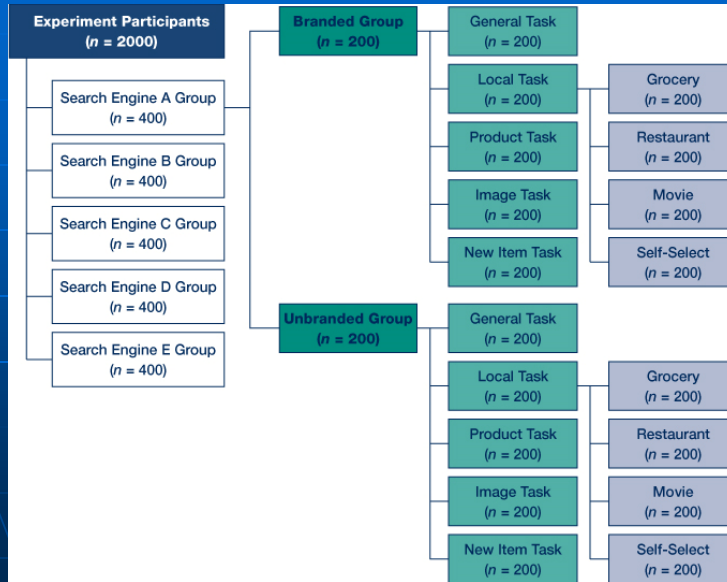 Experiment Participants
(n = 2000)
Search Engine A Group
(n = 400)
Search Engine B Group
(n = 400)
Search Engine C Group
(n = 400)
Search Engine D Group
(n = 400)
Search Engine E Group
(n = 400)
Branded Group
(n = 200)
General Task
(n = 200)
Local Task
(n = 200)
Product Task
(n = 200)
Image Task
(n = 200)
New Item Task
(n = 200)
Grocery
(n = 200)
Restaurant
(n = 200)
Movie
(n = 200)
Self-Select
(n = 200)
Unbranded Group
(n = 200)
General Task
(n = 200)
Local Task
(n = 200)
Product Task
(n = 200)
Image Task
(n = 200)
New Item Task
(n = 200)
Grocery
(n = 200)
Restaurant
(n = 200)
Movie
(n = 200)
Self-Select
(n = 200)